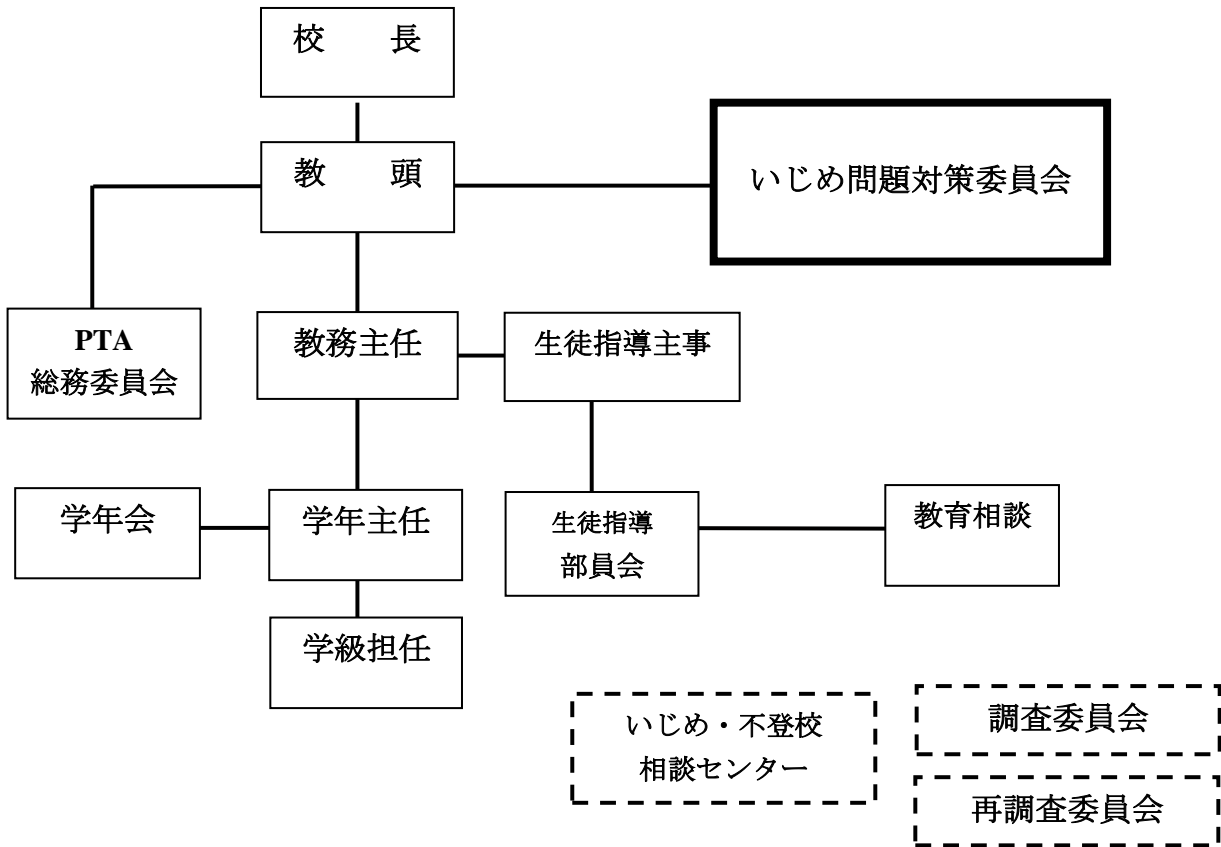 校　　長
教　　頭
いじめ問題対策委員会
PTA
総務委員会
教務主任
生徒指導主事
学年会
学年主任
生徒指導
部員会
教育相談
学級担任
いじめ・不登校
相談センター
調査委員会
再調査委員会